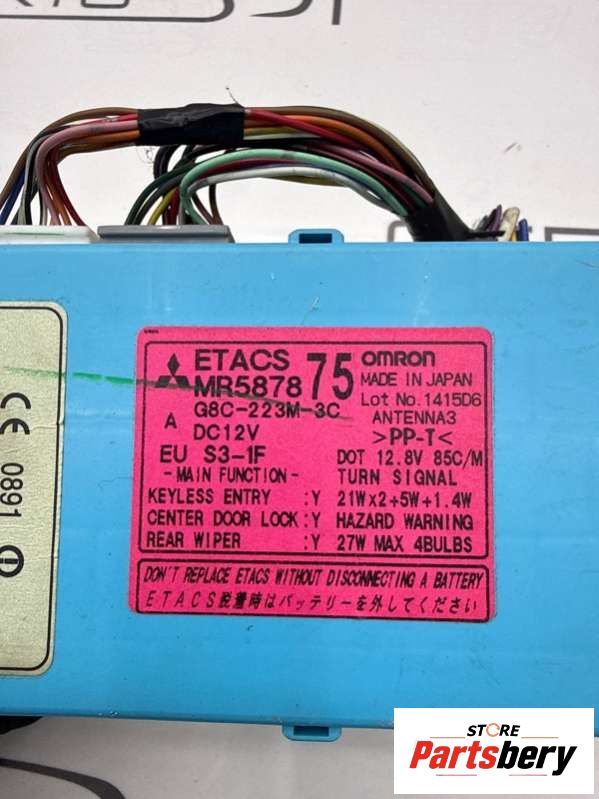 ETACS 75 OMRON
MR5878
MADE IN JAPAN
A G8C-223M-3C
Lot No. 1415D6
DC12V
ANTENNA3
>PP-T<
EU S3-1F
DOT 12.8V 85C/M
-MAIN FUNCTION-
TURN SIGNAL
KEYLESS ENTRY :Y 21W×2+5W+1.4W
CENTER DOOR LOCK :Y HAZARD WARNING
REAR WIPER :Y 27W MAX 4BULBS
DON'T REPLACE ETACS WITHOUT DISCONNECTING A BATTERY
ETACS脱着時はバッテリーを外してください
CE 0891
STORE
Partsbery